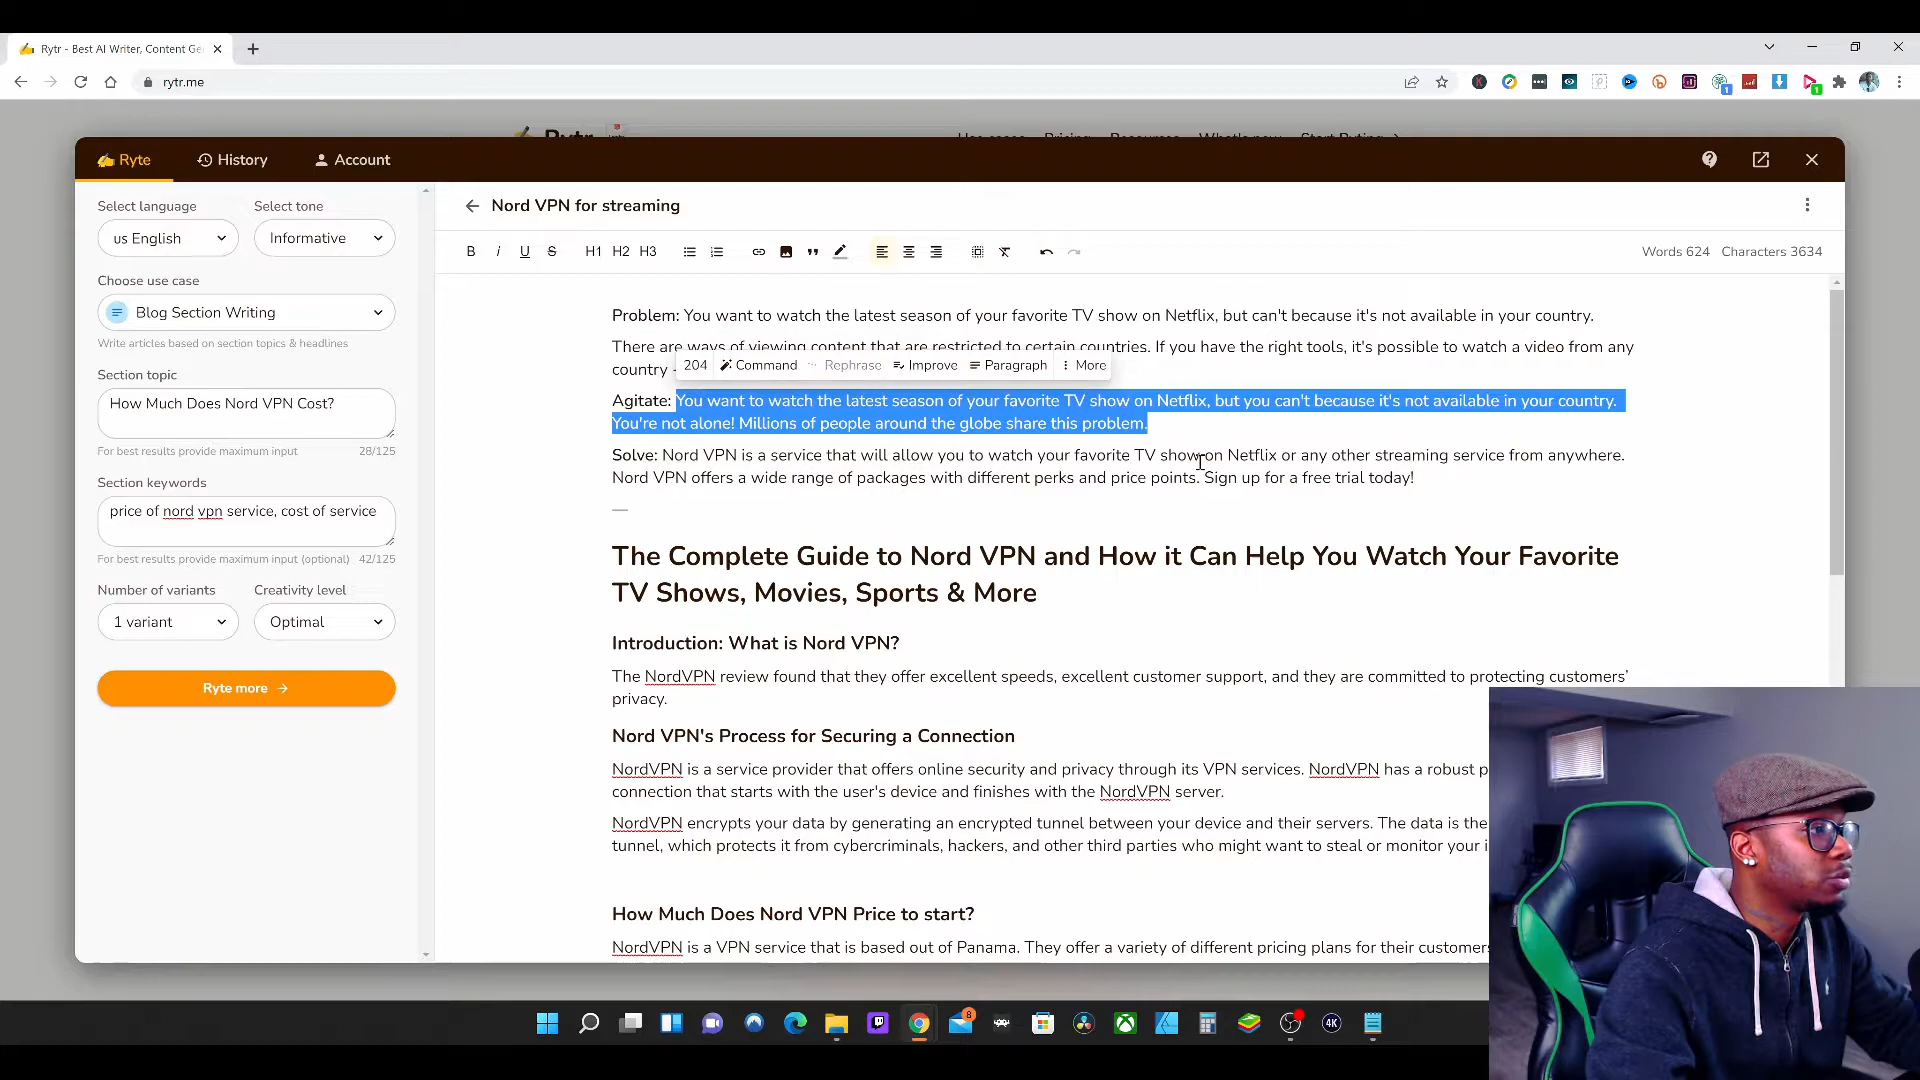 Rytr - Best AI Writer, Content Ge
rytr.me
Rytr
Ryte
History
Account
Select language
Select tone
us English
Informative
Choose use case
Blog Section Writing
Write articles based on section topics & headlines
Section topic
How Much Does Nord VPN Cost?
For best results provide maximum input
28/125
Section keywords
price of nord vpn service, cost of service
For best results provide maximum input (optional)
42/125
Number of variants
Creativity level
1 variant
Optimal
Ryte more
Nord VPN for streaming
B i U S H1 H2 H3
Words 624 Characters 3634
Problem: You want to watch the latest season of your favorite TV show on Netflix, but can't because it's not available in your country.
There are ways of viewing content that are restricted to certain countries. If you have the right tools, it's possible to watch a video from any
country -
204 Command Rephrase Improve Paragraph More
Agitate: You want to watch the latest season of your favorite TV show on Netflix, but you can't because it's not available in your country.
You're not alone! Millions of people around the globe share this problem.
Solve: Nord VPN is a service that will allow you to watch your favorite TV show on Netflix or any other streaming service from anywhere.
Nord VPN offers a wide range of packages with different perks and price points. Sign up for a free trial today!
—
The Complete Guide to Nord VPN and How it Can Help You Watch Your Favorite
TV Shows, Movies, Sports & More
Introduction: What is Nord VPN?
The NordVPN review found that they offer excellent speeds, excellent customer support, and they are committed to protecting customers’
privacy.
Nord VPN's Process for Securing a Connection
NordVPN is a service provider that offers online security and privacy through its VPN services. NordVPN has a robust p
connection that starts with the user's device and finishes with the NordVPN server.
NordVPN encrypts your data by generating an encrypted tunnel between your device and their servers. The data is the
tunnel, which protects it from cybercriminals, hackers, and other third parties who might want to steal or monitor your i
How Much Does Nord VPN Price to start?
NordVPN is a VPN service that is based out of Panama. They offer a variety of different pricing plans for their customers
8
4K